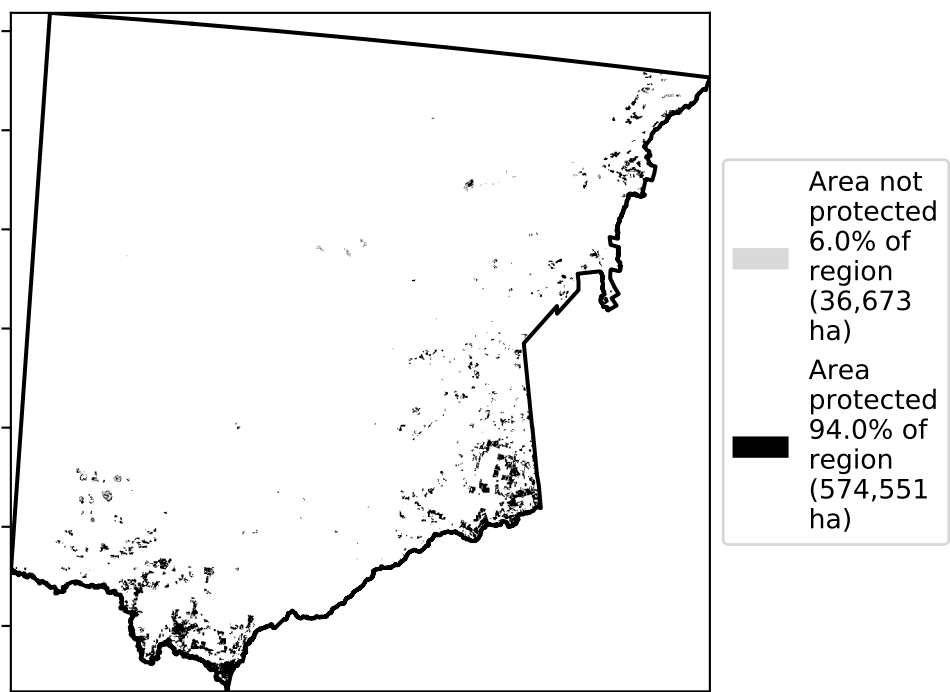 Area not
protected
6.0% of
region
(36,673
ha)
Area
protected
94.0% of
region
(574,551
ha)